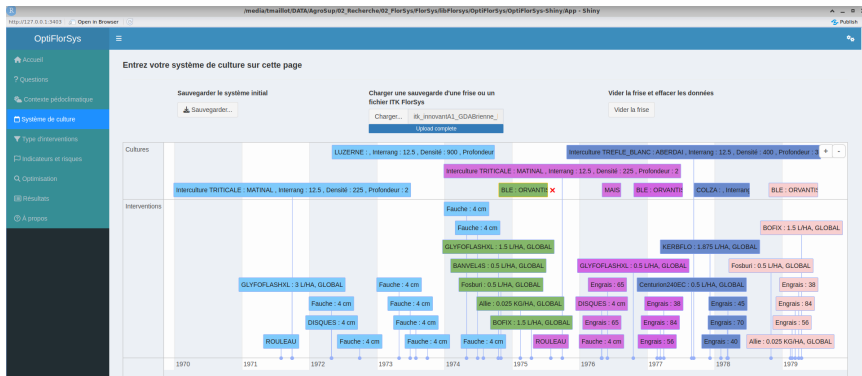 /media/tmaillot/DATA/AgroSup/02_Recherche/02_FlorSys/FlorSys/libFlorsys/OptiFlorSys/OptiFlorSys-Shiny/App - Shiny
http://127.0.0.1:3403 Open in Browser Publish
OptiFlorSys
Accueil
? Questions
Contexte pédoclimatique
Système de culture
Type d'interventions
Indicateurs et risques
Optimisation
Résultats
À propos
Entrez votre système de culture sur cette page
Sauvegarder le système initial
Sauvegarder...
Charger une sauvegarde d'une frise ou un
fichier ITK FlorSys
Charger... itk_innovantA1_GDABrienne_
Upload complete
Vider la frise et effacer les données
Vider la frise
Cultures
LUZERNE : , Interrang : 12.5 , Densité : 900 , Profondeur
Interculture TREFLE_BLANC : ABERDAI , Interrang : 12.5 , Densité : 400 , Profondeur : 3
+ -
Interculture TRITICALE : MATINAL , Interrang : 12.5 , Densité : 225 , Profondeur : 2
Interculture TRITICALE : MATINAL , Interrang : 12.5 , Densité : 225 , Profondeur : 2
BLE : ORVANTIS
MAIS
BLE : ORVANTI
COLZA : , Interran
BLE : ORVANTIS
Interventions
Fauche : 4 cm
Fauche : 4 cm
BOFIX : 1.5 L/HA, GLOBAL
GLYFOFLASHXL : 1.5 L/HA, GLOBAL
KERBFLO : 1.875 L/HA, GLOBAL
BANVEL4S : 0.5 L/HA, GLOBAL
GLYFOFLASHXL : 0.5 L/HA, GLOBAL
Fosburi : 0.5 L/HA, GLOBAL
GLYFOFLASHXL : 3 L/HA, GLOBAL
Fauche : 4 cm
Fosburi : 0.5 L/HA, GLOBAL
Engrais : 65
Centurion240EC : 0.5 L/HA, GLOBAL
Engrais : 38
Fauche : 4 cm
Fauche : 4 cm
Allie : 0.025 KG/HA, GLOBAL
DISQUES : 4 cm
Engrais : 38
Engrais : 45
Engrais : 84
DISQUES : 4 cm
Fauche : 4 cm
BOFIX : 1.5 L/HA, GLOBAL
Engrais : 65
Engrais : 84
Engrais : 70
Engrais : 56
ROULEAU
Fauche : 4 cm
Fauche : 4 cm
Fauche : 4 cm
ROULEAU
Fauche : 4 cm
Engrais : 56
Engrais : 40
Allie : 0.025 KG/HA, GLOBAL
1970 1971 1972 1973 1974 1975 1976 1977 1978 1979